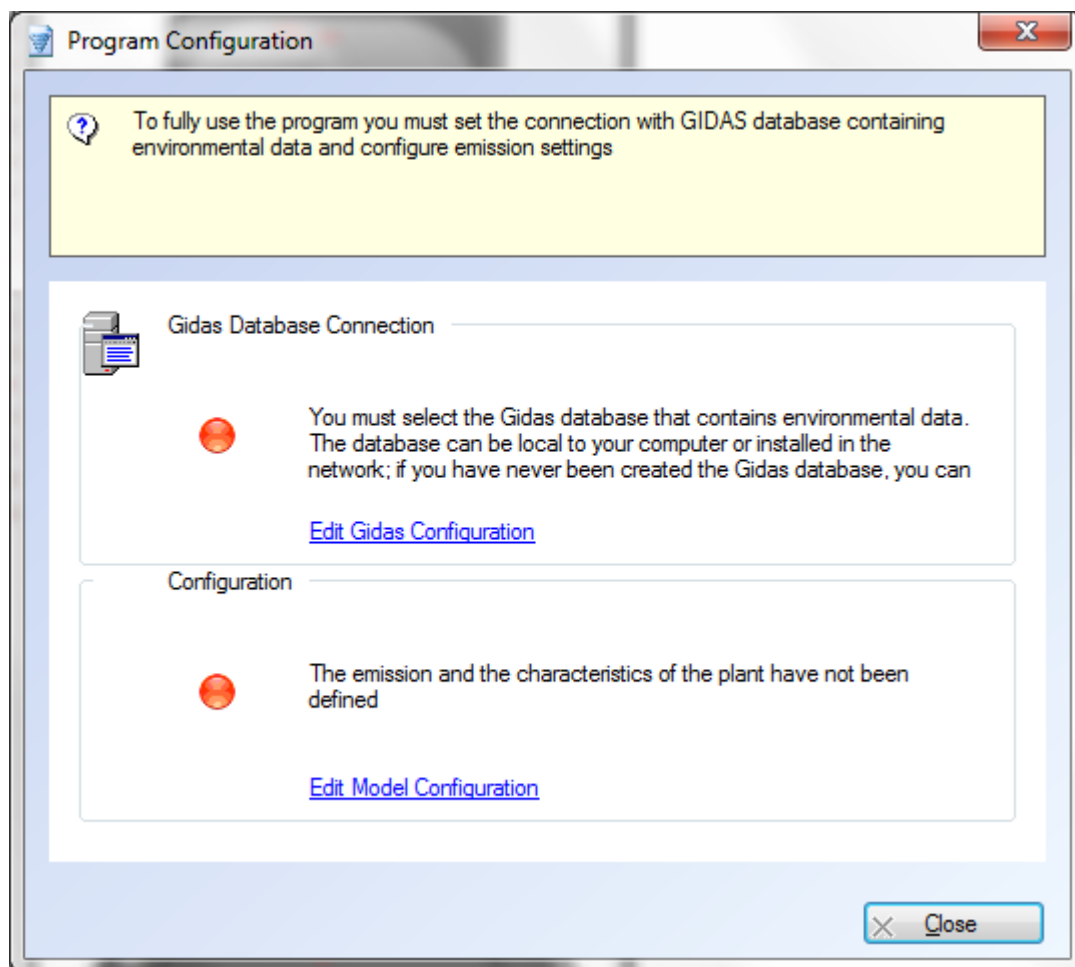 Program Configuration
To fully use the program you must set the connection with GIDAS database containing
environmental data and configure emission settings
Gidas Database Connection
You must select the Gidas database that contains environmental data.
The database can be local to your computer or installed in the
network; if you have never been created the Gidas database, you can
Edit Gidas Configuration
Configuration
The emission and the characteristics of the plant have not been
defined
Edit Model Configuration
Close